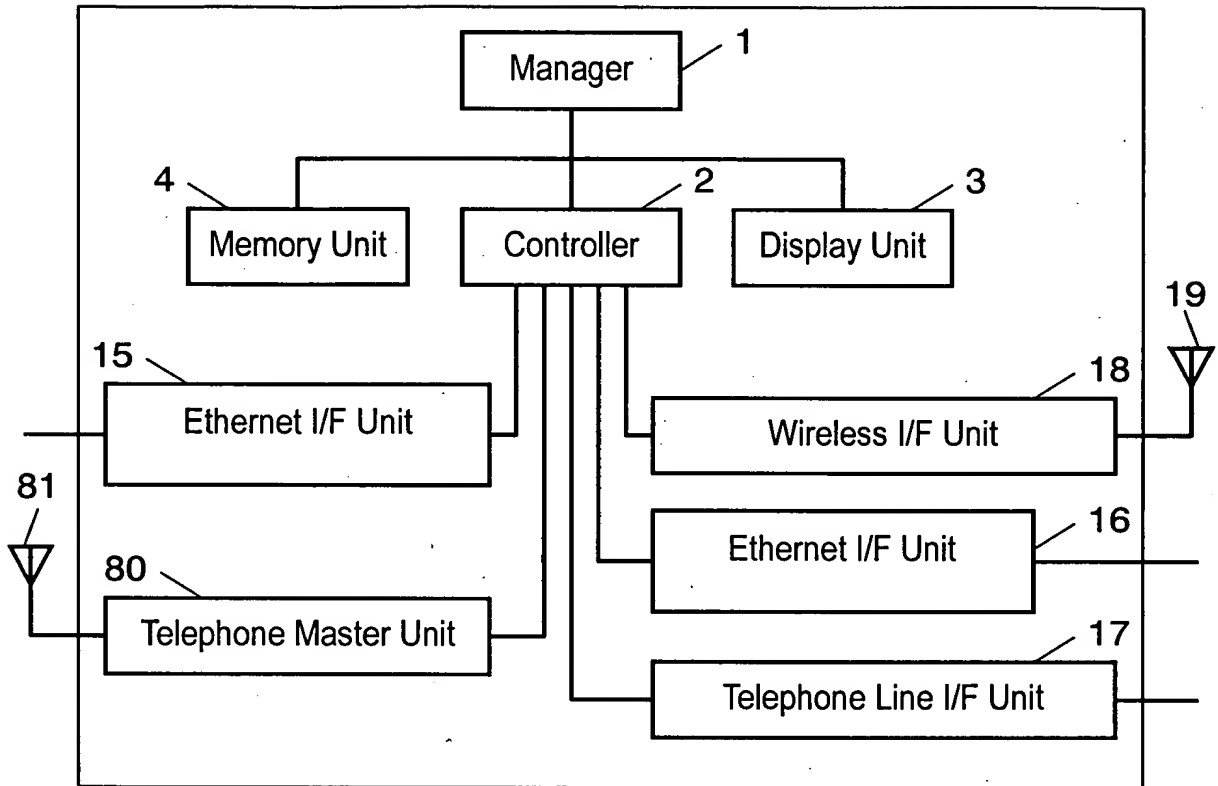 1
Manager
4
2
3
Memory Unit
Controller
Display Unit
19
15
18
Ethernet I/F Unit
Wireless I/F Unit
81
16
Ethernet I/F Unit
80
Telephone Master Unit
17
Telephone Line I/F Unit